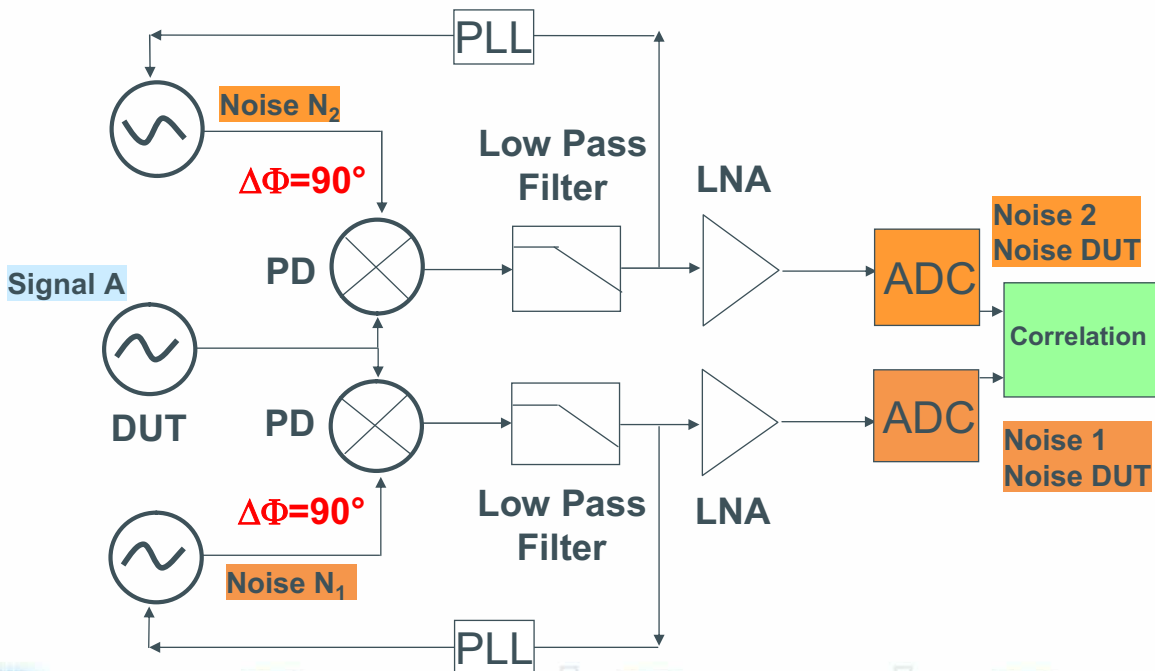 PLL
Noise N₂
ΔΦ=90°
Low Pass
Filter
LNA
Noise 2
Noise DUT
PD
ADC
Signal A
Correlation
DUT
PD
ADC
Noise 1
Noise DUT
ΔΦ=90°
Low Pass
Filter
LNA
Noise N₁
PLL